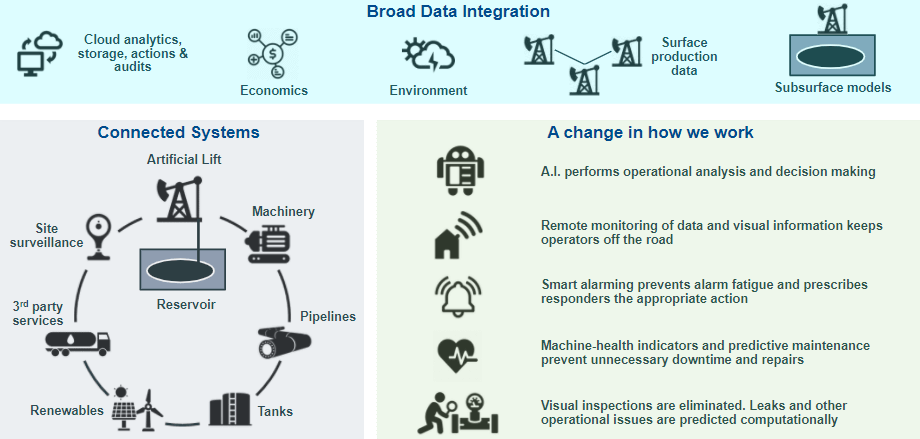 Broad Data Integration
Cloud analytics,
storage, actions &
audits
Economics
Environment
Surface
production
data
Subsurface models
Connected Systems
Artificial Lift
Machinery
Site
surveillance
Reservoir
3rd party
services
Pipelines
Renewables
Tanks
A change in how we work
A.I. performs operational analysis and decision making
Remote monitoring of data and visual information keeps
operators off the road
Smart alarming prevents alarm fatigue and prescribes
responders the appropriate action
Machine-health indicators and predictive maintenance
prevent unnecessary downtime and repairs
Visual inspections are eliminated. Leaks and other
operational issues are predicted computationally